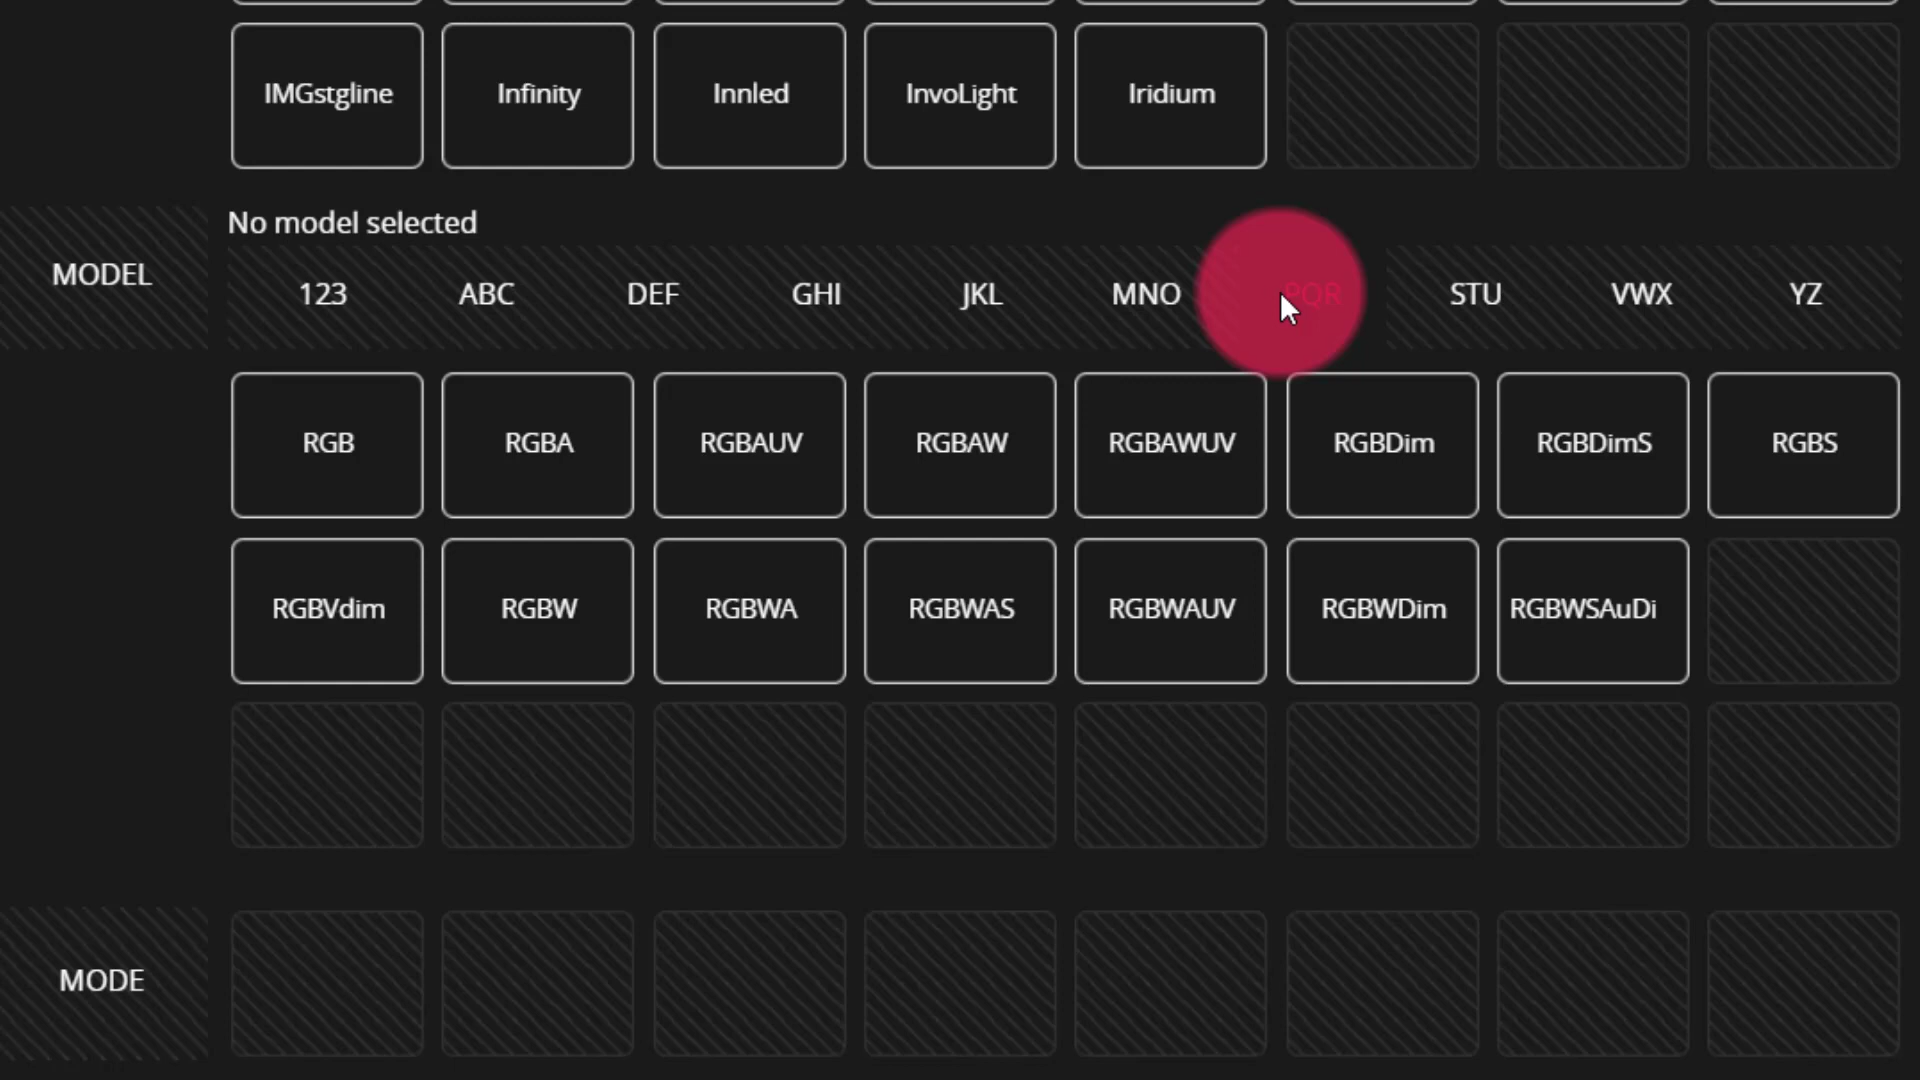 IMGstgline Infinity Innled InvoLight Iridium
No model selected
MODEL
123 ABC DEF GHI JKL MNO PQR STU VWX YZ
RGB RGBA RGBAUV RGBAW RGBAWUV RGBDim RGBDimS RGBS
RGBVdim RGBW RGBWA RGBWAS RGBWAUV RGBWDim RGBWSAuDi
MODE